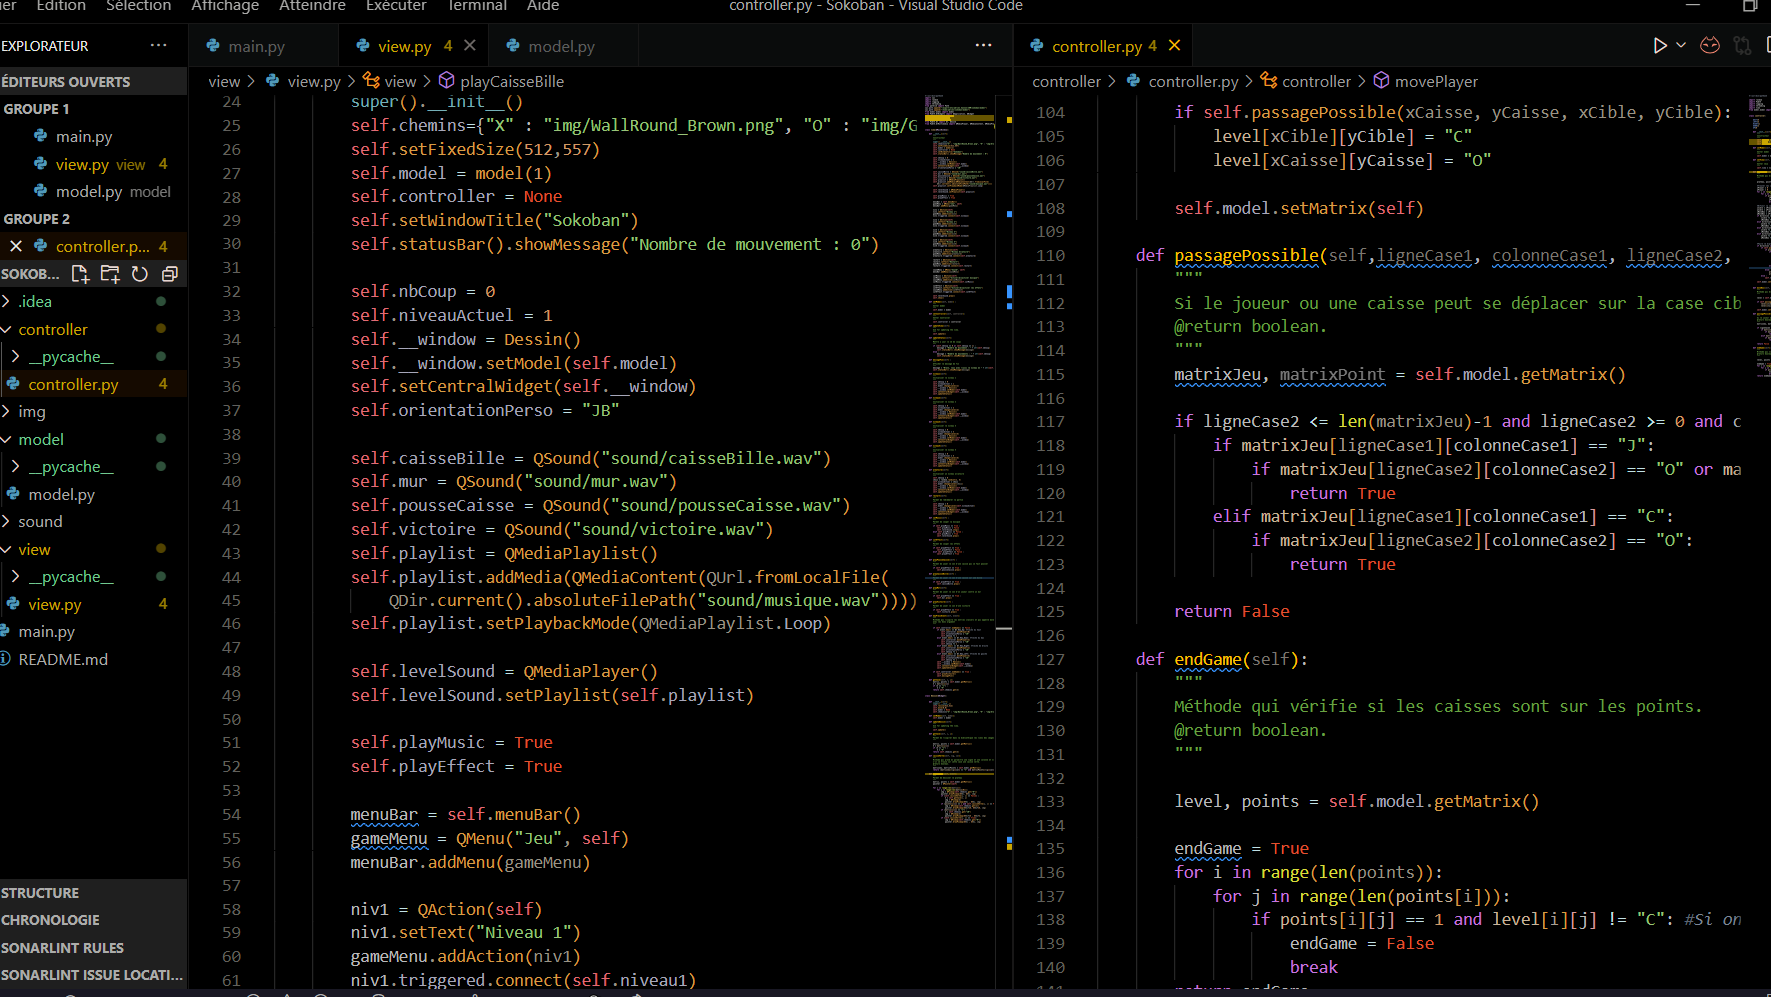 Edition Sélection Affichage Atteindre Exécuter Terminal Aide
controller.py - Sokoban - Visual Studio Code
EXPLORATEUR
ÉDITEURS OUVERTS
GROUPE 1
main.py
view.py view 4
model.py model
GROUPE 2
controller.p... 4
SOKOB...
.idea
controller
__pycache__
controller.py 4
img
model
__pycache__
model.py
sound
view
__pycache__
view.py 4
main.py
README.md
STRUCTURE
CHRONOLOGIE
SONARLINT RULES
SONARLINT ISSUE LOCATI...
main.py view.py 4 model.py
view > view.py > view > playCaisseBille
24 super().__init__()
25 self.chemins={"X" : "img/WallRound_Brown.png", "O" : "img/G
26 self.setFixedSize(512,557)
27 self.model = model(1)
28 self.controller = None
29 self.setWindowTitle("Sokoban")
30 self.statusBar().showMessage("Nombre de mouvement : 0")
31
32 self.nbCoup = 0
33 self.niveauActuel = 1
34 self.__window = Dessin()
35 self.__window.setModel(self.model)
36 self.setCentralWidget(self.__window)
37 self.orientationPerso = "JB"
38
39 self.caisseBille = QSound("sound/caisseBille.wav")
40 self.mur = QSound("sound/mur.wav")
41 self.pousseCaisse = QSound("sound/pousseCaisse.wav")
42 self.victoire = QSound("sound/victoire.wav")
43 self.playlist = QMediaPlaylist()
44 self.playlist.addMedia(QMediaContent(QUrl.fromLocalFile(
45 QDir.current().absoluteFilePath("sound/musique.wav"))))
46 self.playlist.setPlaybackMode(QMediaPlaylist.Loop)
47
48 self.levelSound = QMediaPlayer()
49 self.levelSound.setPlaylist(self.playlist)
50
51 self.playMusic = True
52 self.playEffect = True
53
54 menuBar = self.menuBar()
55 gameMenu = QMenu("Jeu", self)
56 menuBar.addMenu(gameMenu)
57
58 niv1 = QAction(self)
59 niv1.setText("Niveau 1")
60 gameMenu.addAction(niv1)
61 niv1.triggered.connect(self.niveau1)
controller.py 4
controller > controller.py > controller > movePlayer
104 if self.passagePossible(xCaisse, yCaisse, xCible, yCible):
105 level[xCible][yCible] = "C"
106 level[xCaisse][yCaisse] = "O"
107
108 self.model.setMatrix(self)
109
110 def passagePossible(self,ligneCase1, colonneCase1, ligneCase2,
111 """
112 Si le joueur ou une caisse peut se déplacer sur la case cib
113 @return boolean.
114 """
115 matrixJeu, matrixPoint = self.model.getMatrix()
116
117 if ligneCase2 <= len(matrixJeu)-1 and ligneCase2 >= 0 and c
118 if matrixJeu[ligneCase1][colonneCase1] == "J":
119 if matrixJeu[ligneCase2][colonneCase2] == "O" or ma
120 return True
121 elif matrixJeu[ligneCase1][colonneCase1] == "C":
122 if matrixJeu[ligneCase2][colonneCase2] == "O":
123 return True
124
125 return False
126
127 def endGame(self):
128 """
129 Méthode qui vérifie si les caisses sont sur les points.
130 @return boolean.
131 """
132
133 level, points = self.model.getMatrix()
134
135 endGame = True
136 for i in range(len(points)):
137 for j in range(len(points[i])):
138 if points[i][j] == 1 and level[i][j] != "C": #Si on
139 endGame = False
140 break